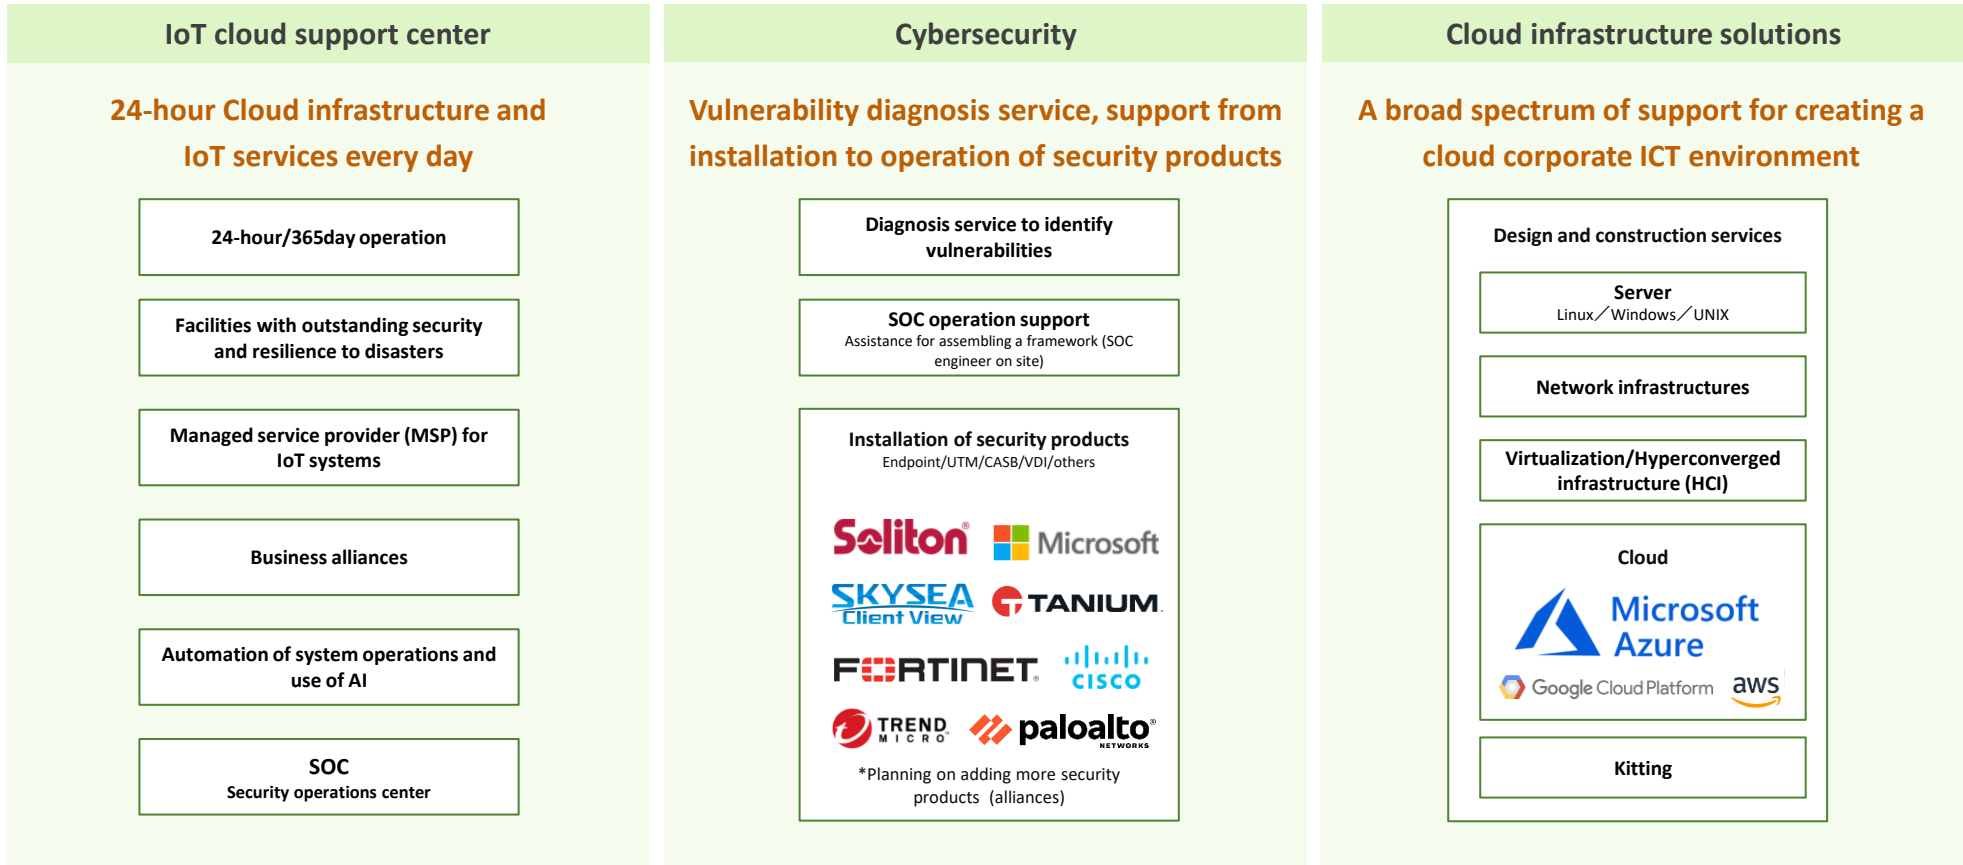 IoT cloud support center
24-hour Cloud infrastructure and
IoT services every day
24-hour/365day operation
Facilities with outstanding security
and resilience to disasters
Managed service provider (MSP) for
IoT systems
Business alliances
Automation of system operations and
use of AI
SOC
Security operations center
Cybersecurity
Vulnerability diagnosis service, support from
installation to operation of security products
Diagnosis service to identify
vulnerabilities
SOC operation support
Assistance for assembling a framework (SOC
engineer on site)
Installation of security products
Endpoint/UTM/CASB/VDI/others
Soliton®
Microsoft
SKYSEA
Client View
TANIUM
FORTINET®
CISCO
TREND
MICRO
paloalto®
NETWORKS
*Planning on adding more security
products (alliances)
Cloud infrastructure solutions
A broad spectrum of support for creating a
cloud corporate ICT environment
Design and construction services
Server
Linux／Windows／UNIX
Network infrastructures
Virtualization/Hyperconverged
infrastructure (HCI)
Cloud
Microsoft
Azure
Google Cloud Platform
aws
Kitting